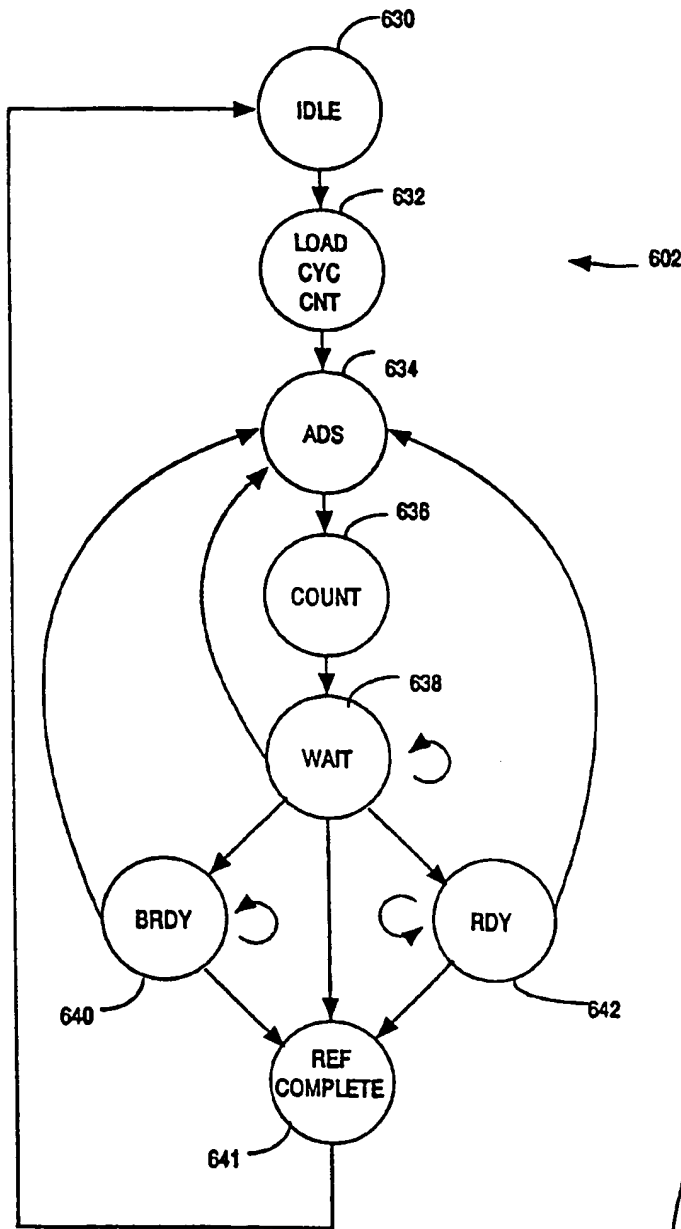 630
IDLE
632
LOAD
CYC
CNT
602
634
ADS
636
COUNT
638
WAIT
BRDY
RDY
640
642
REF
COMPLETE
641